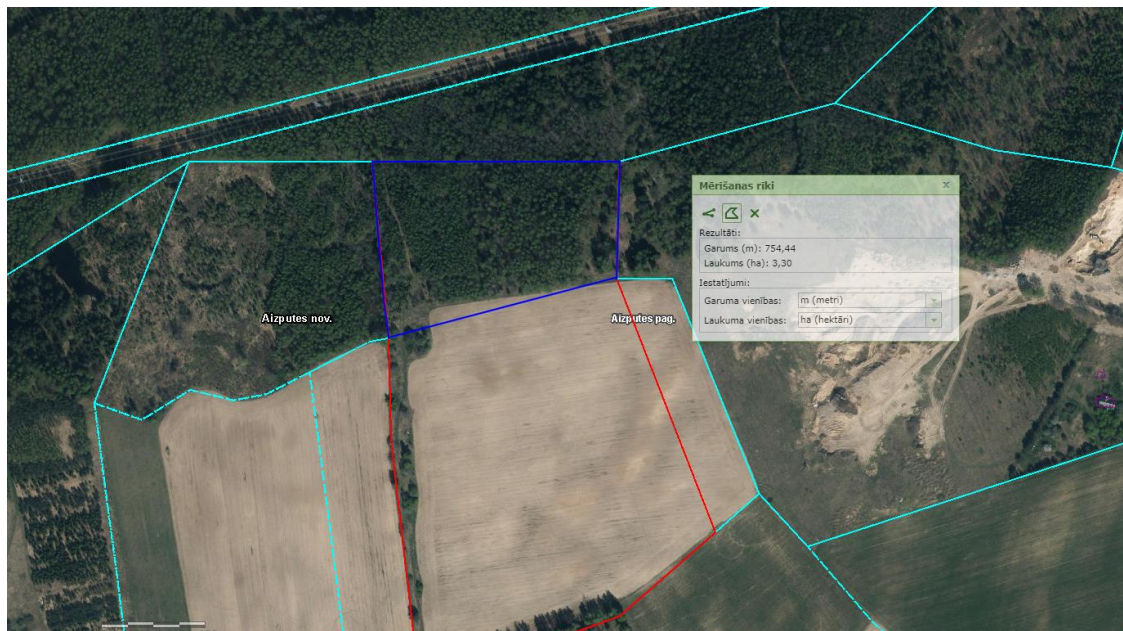 Mērīšanas rīki
Rezultāti:
Garums (m): 754,44
Laukums (ha): 3,30
Iestatījumi:
Garuma vienības: m (metri)
Laukuma vienības: ha (hektāri)
Aizputes nov.
Aizputes pag.